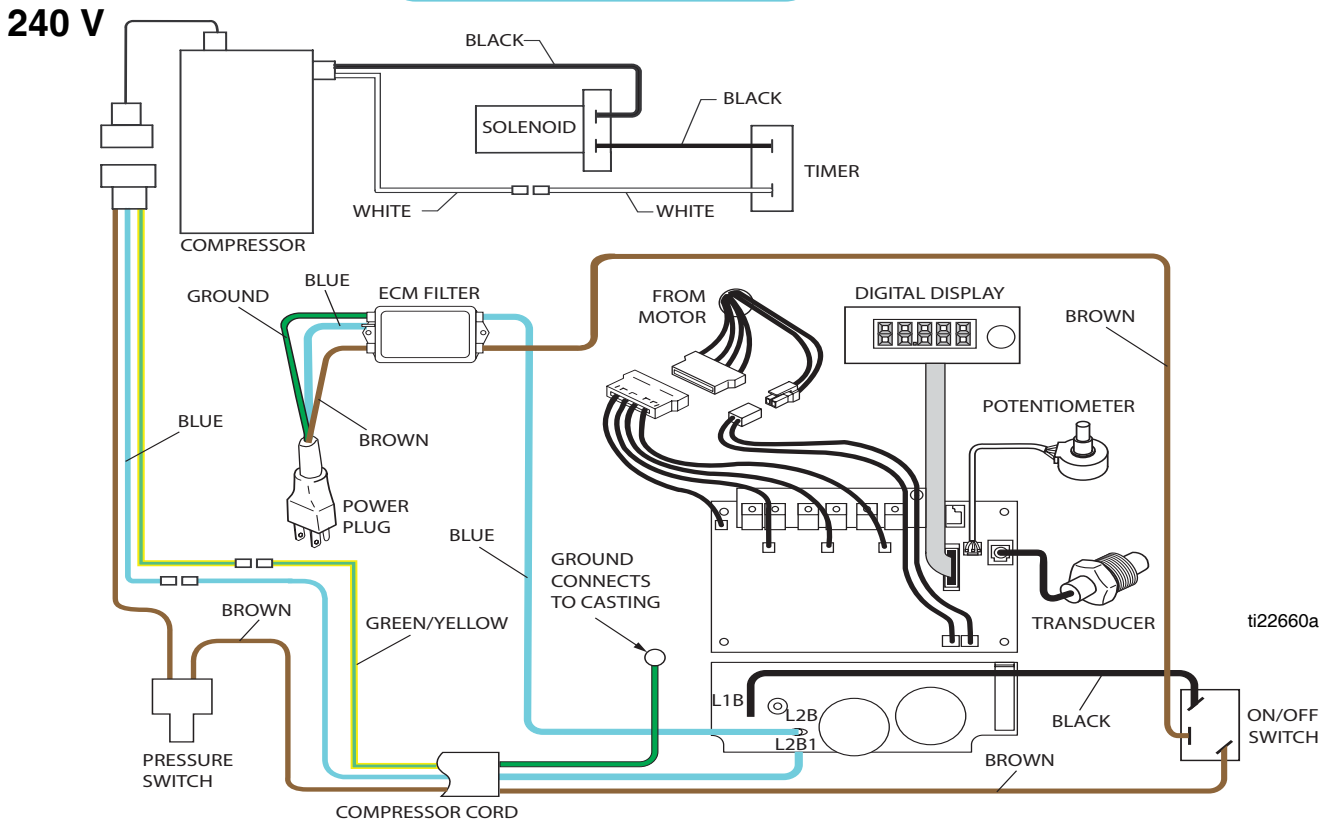 240 V
BLACK
BLACK
SOLENOID
TIMER
WHITE
WHITE
COMPRESSOR
BLUE
GROUND
ECM FILTER
FROM
MOTOR
DIGITAL DISPLAY
BROWN
POTENTIOMETER
BLUE
BROWN
POWER
PLUG
BLUE
GROUND
CONNECTS
TO CASTING
BROWN
GREEN/YELLOW
TRANSDUCER
ti22660a
L1B
L2B
L2B1
BLACK
ON/OFF
SWITCH
PRESSURE
SWITCH
BROWN
COMPRESSOR CORD